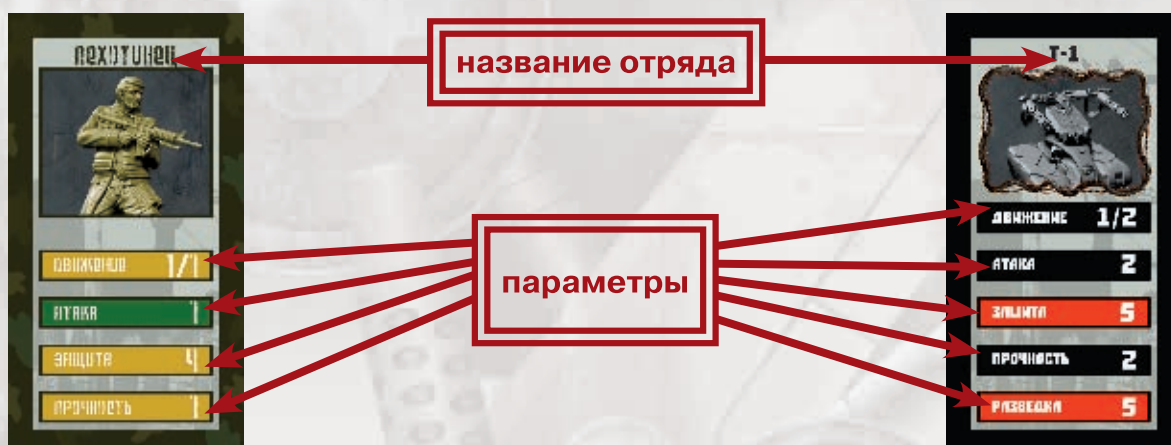 ПЕХОТИНЕЦ
название отряда
Т-1
ДВИЖЕНИЕ 1/1
АТАКА 1
ЗАЩИТА 4
ПРОЧНОСТЬ 1
параметры
ДВИЖЕНИЕ 1/2
АТАКА 2
ЗАЩИТА 5
ПРОЧНОСТЬ 2
РАЗВЕДКА 5